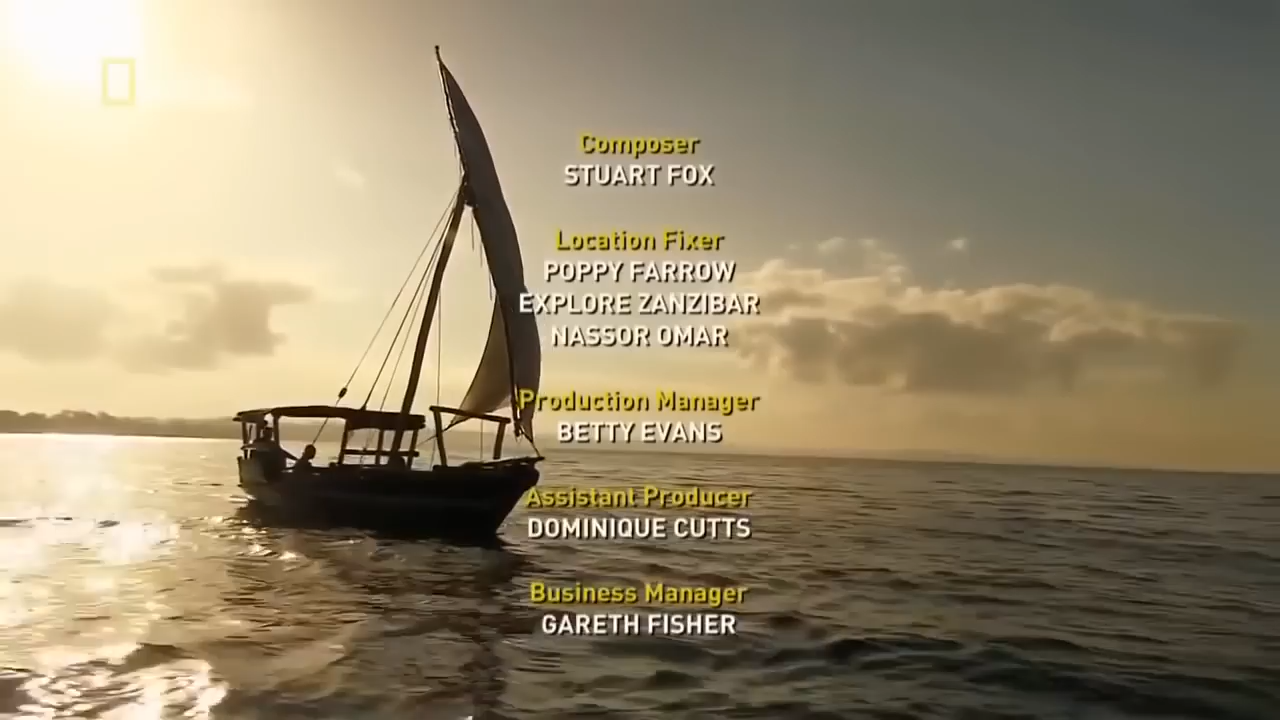 Composer
STUART FOX
Location Fixer
POPPY FARROW
EXPLORE ZANZIBAR
NASSOR OMAR
Production Manager
BETTY EVANS
Assistant Producer
DOMINIQUE CUTTS
Business Manager
GARETH FISHER